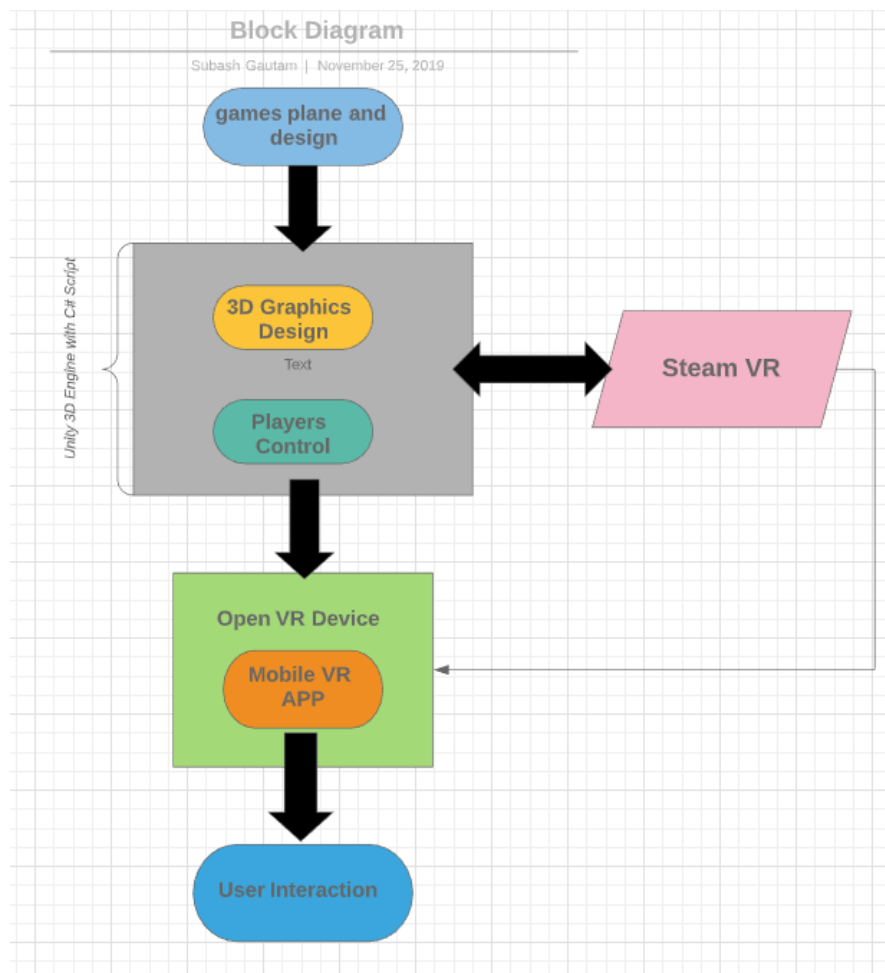 Block Diagram
Subash Gautam | November 25, 2019
games plane and
design
Unity 3D Engine with C# Script
3D Graphics
Design
Text
Players
Control
Steam VR
Open VR Device
Mobile VR
APP
User Interaction